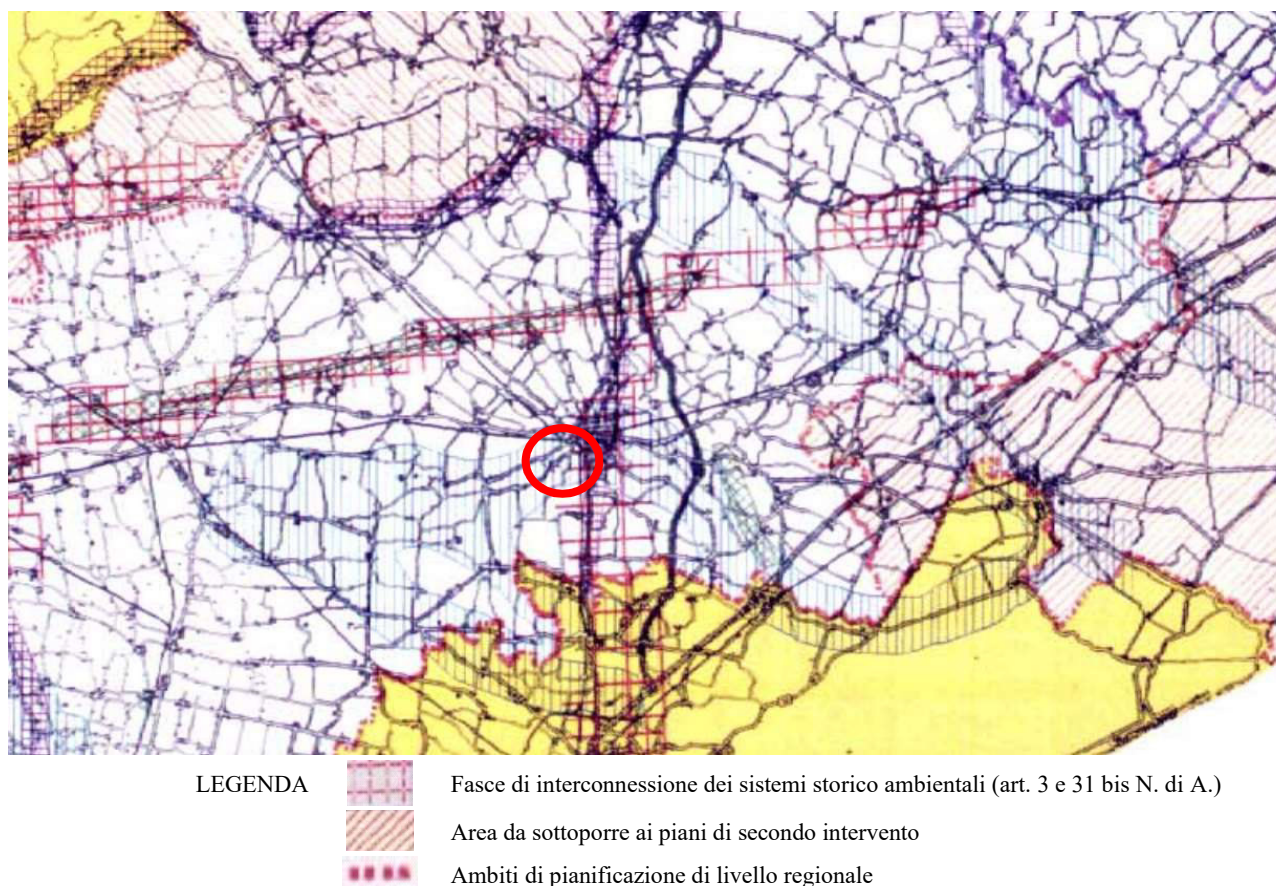 LEGENDA
Fasce di interconnessione dei sistemi storico ambientali (art. 3 e 31 bis N. di A.)
Area da sottoporre ai piani di secondo intervento
Ambiti di pianificazione di livello regionale